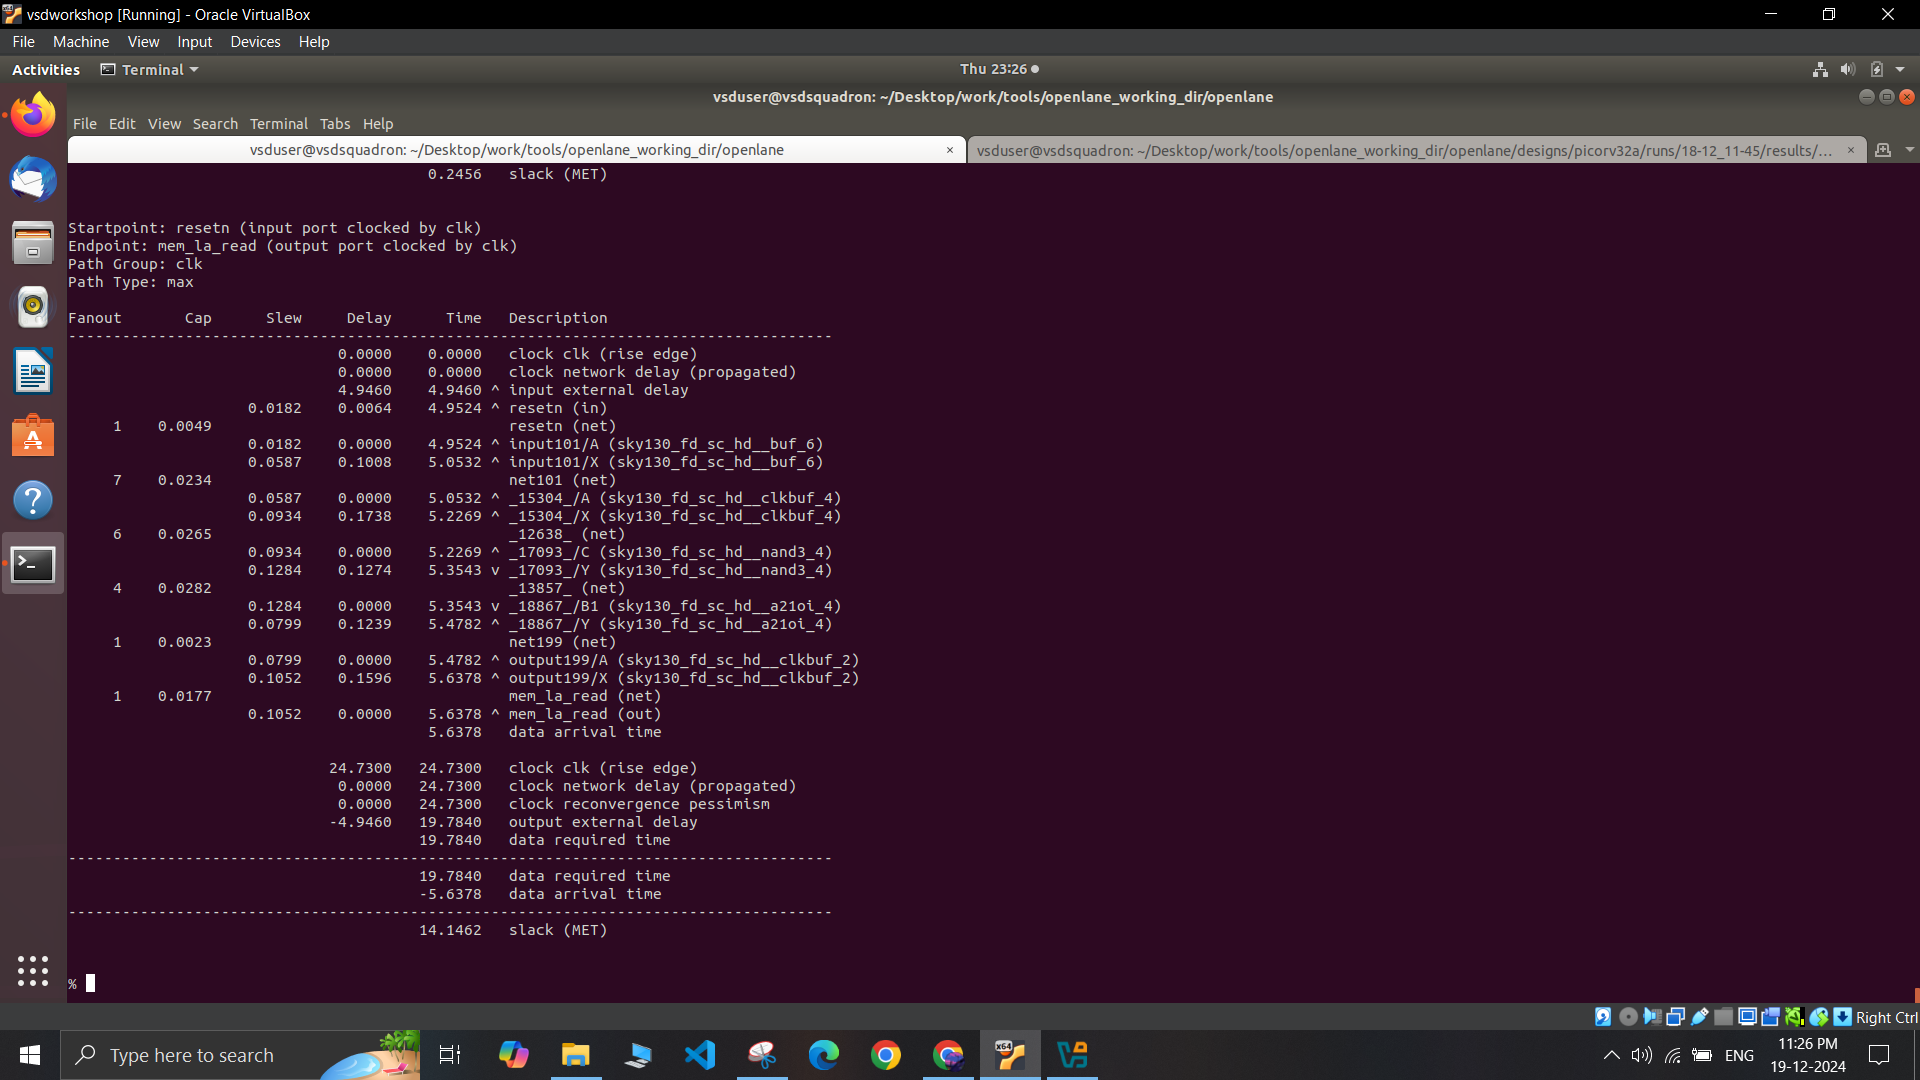 vsdworkshop [Running] - Oracle VirtualBox
File Machine View Input Devices Help
Activities Terminal Thu 23:26
vsduser@vsdsquadron: ~/Desktop/work/tools/openlane_working_dir/openlane
File Edit View Search Terminal Tabs Help
vsduser@vsdsquadron: ~/Desktop/work/tools/openlane_working_dir/openlane × vsduser@vsdsquadron: ~/Desktop/work/tools/openlane_working_dir/openlane/designs/picorv32a/runs/18-12_11-45/results/... ×
0.2456 slack (MET)
Startpoint: resetn (input port clocked by clk)
Endpoint: mem_la_read (output port clocked by clk)
Path Group: clk
Path Type: max
Fanout Cap Slew Delay Time Description
-------------------------------------------------------------------------------------
0.0000 0.0000 clock clk (rise edge)
0.0000 0.0000 clock network delay (propagated)
4.9460 4.9460 ^ input external delay
0.0182 0.0064 4.9524 ^ resetn (in)
1 0.0049 resetn (net)
0.0182 0.0000 4.9524 ^ input101/A (sky130_fd_sc_hd__buf_6)
0.0587 0.1008 5.0532 ^ input101/X (sky130_fd_sc_hd__buf_6)
7 0.0234 net101 (net)
0.0587 0.0000 5.0532 ^ _15304_/A (sky130_fd_sc_hd__clkbuf_4)
0.0934 0.1738 5.2269 ^ _15304_/X (sky130_fd_sc_hd__clkbuf_4)
6 0.0265 _12638_ (net)
0.0934 0.0000 5.2269 ^ _17093_/C (sky130_fd_sc_hd__nand3_4)
0.1284 0.1274 5.3543 v _17093_/Y (sky130_fd_sc_hd__nand3_4)
4 0.0282 _13857_ (net)
0.1284 0.0000 5.3543 v _18867_/B1 (sky130_fd_sc_hd__a21oi_4)
0.0799 0.1239 5.4782 ^ _18867_/Y (sky130_fd_sc_hd__a21oi_4)
1 0.0023 net199 (net)
0.0799 0.0000 5.4782 ^ output199/A (sky130_fd_sc_hd__clkbuf_2)
0.1052 0.1596 5.6378 ^ output199/X (sky130_fd_sc_hd__clkbuf_2)
1 0.0177 mem_la_read (net)
0.1052 0.0000 5.6378 ^ mem_la_read (out)
5.6378 data arrival time
24.7300 24.7300 clock clk (rise edge)
0.0000 24.7300 clock network delay (propagated)
0.0000 24.7300 clock reconvergence pessimism
-4.9460 19.7840 output external delay
19.7840 data required time
-------------------------------------------------------------------------------------
19.7840 data required time
-5.6378 data arrival time
-------------------------------------------------------------------------------------
14.1462 slack (MET)
%
Right Ctrl
Type here to search
ENG
11:26 PM
19-12-2024